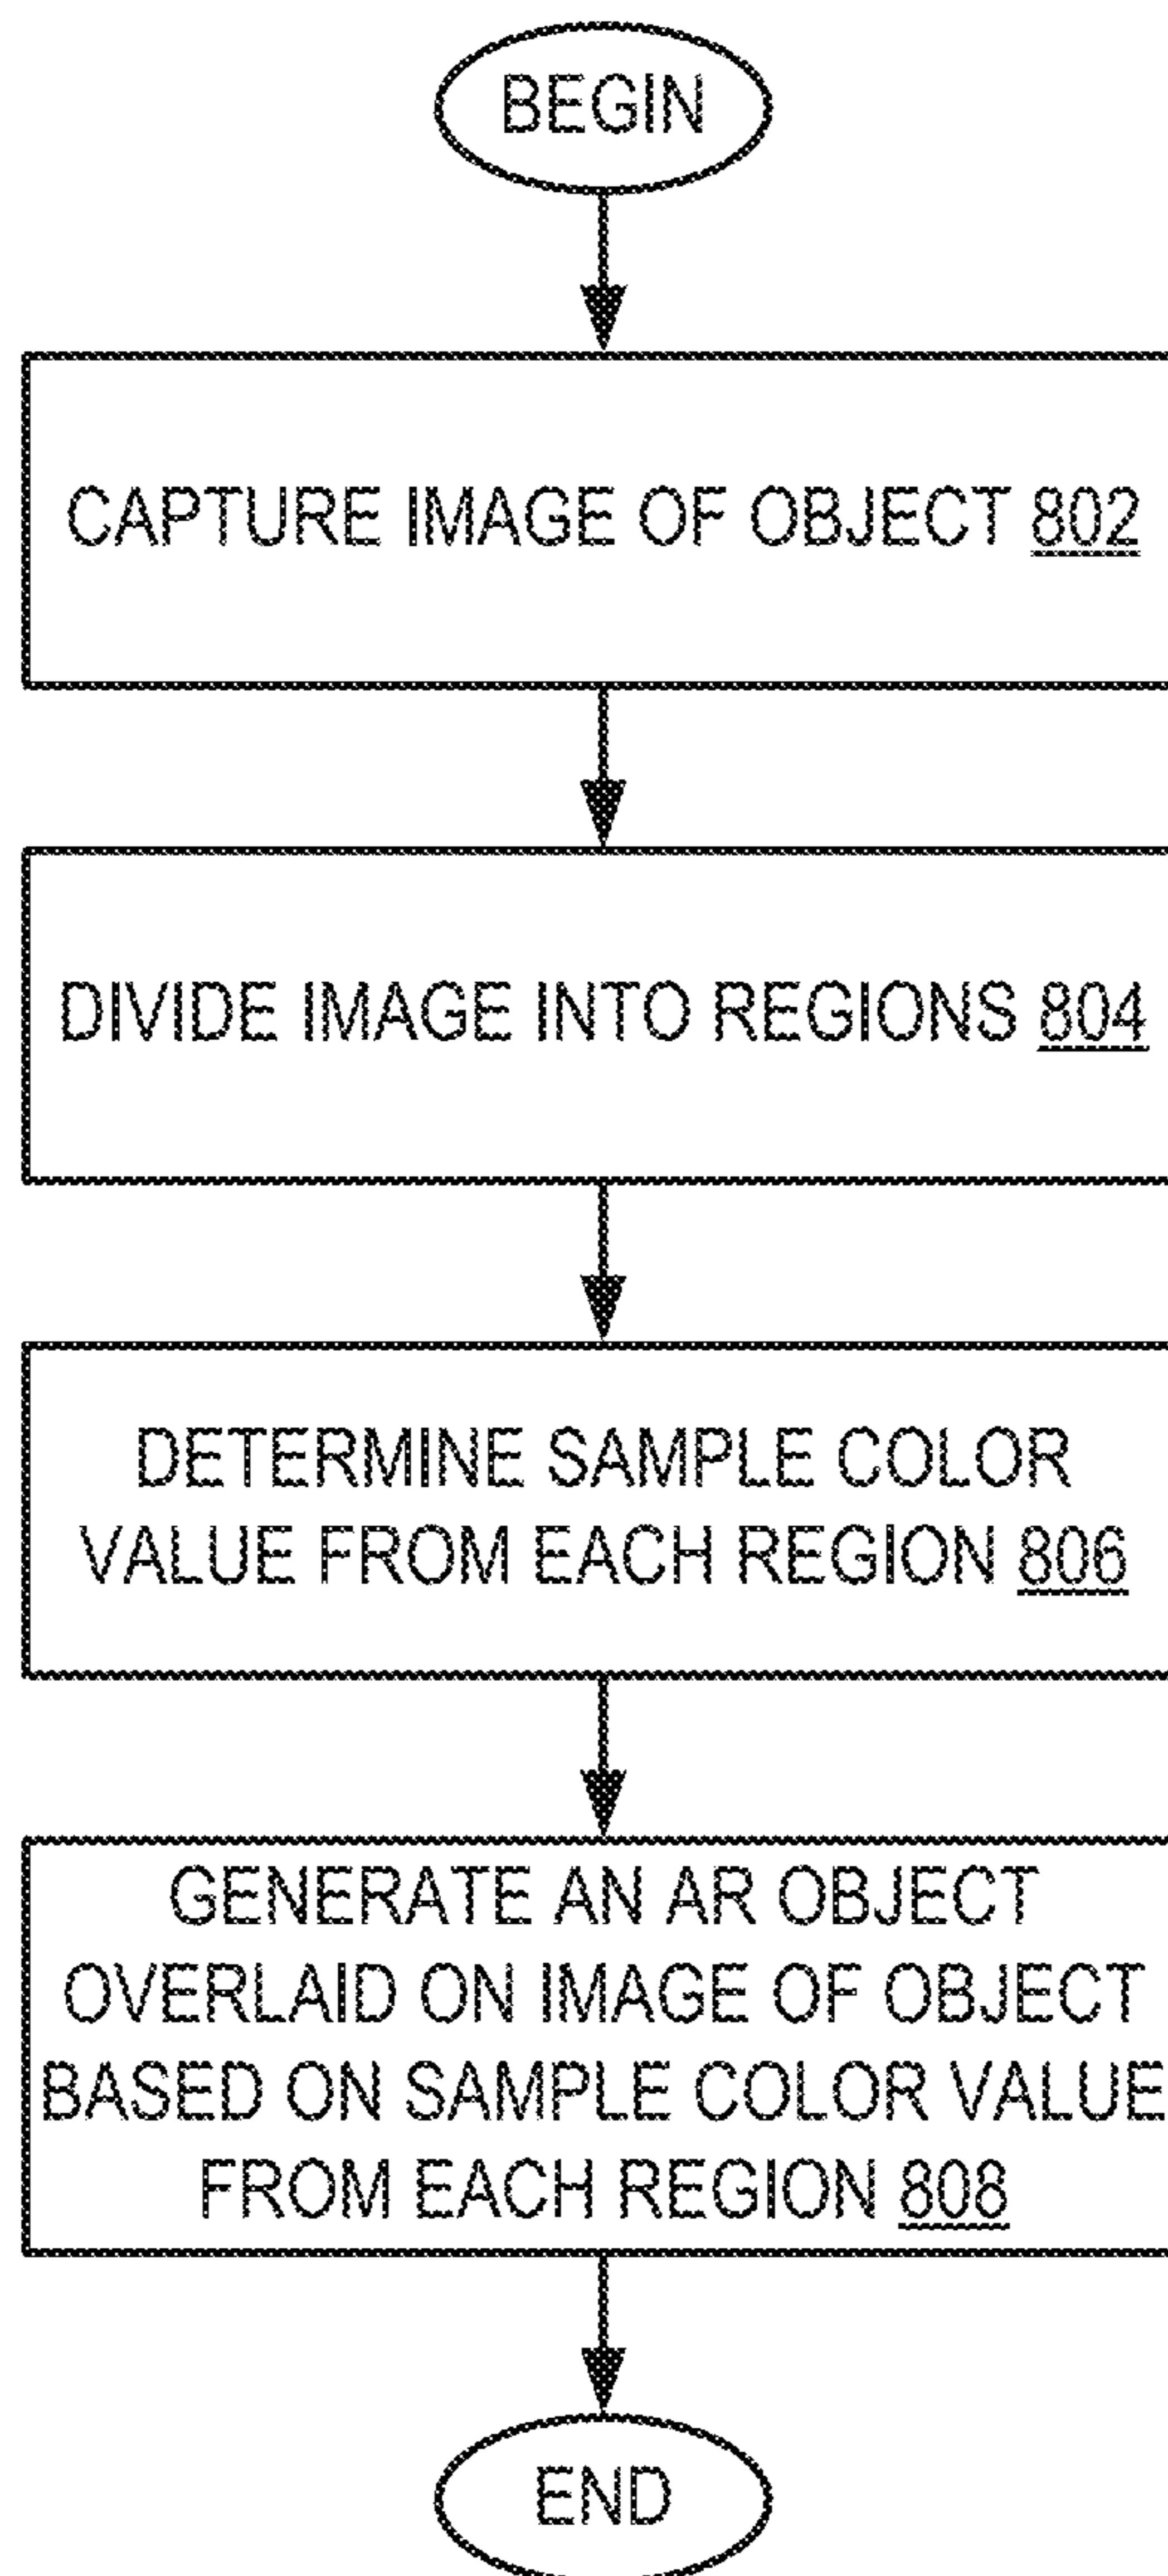 BEGIN
CAPTURE IMAGE OF OBJECT 802
DIVIDE IMAGE INTO REGIONS 804
DETERMINE SAMPLE COLOR
VALUE FROM EACH REGION 806
GENERATE AN AR OBJECT
OVERLAID ON IMAGE OF OBJECT
BASED ON SAMPLE COLOR VALUE
FROM EACH REGION 808
END